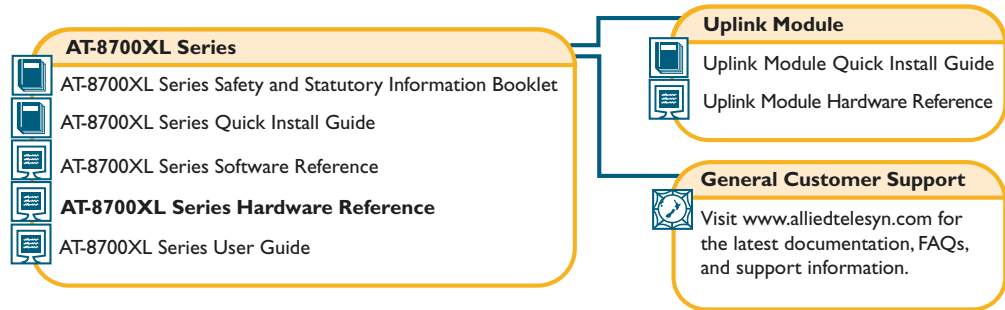 AT-8700XL Series
AT-8700XL Series Safety and Statutory Information Booklet
AT-8700XL Series Quick Install Guide
AT-8700XL Series Software Reference
AT-8700XL Series Hardware Reference
AT-8700XL Series User Guide
Uplink Module
Uplink Module Quick Install Guide
Uplink Module Hardware Reference
General Customer Support
Visit www.alliedtelesyn.com for
the latest documentation, FAQs,
and support information.